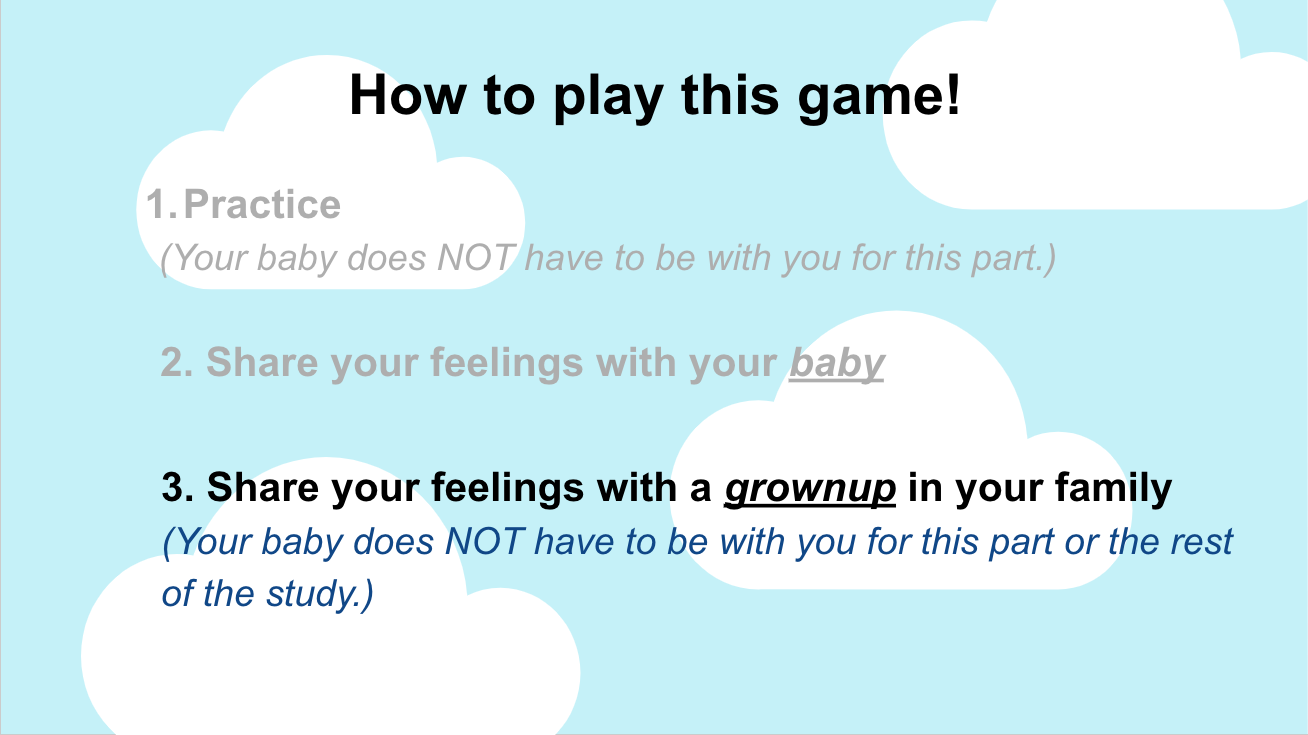 How to play this game!
1. Practice
(Your baby does NOT have to be with you for this part.)
2. Share your feelings with your baby
3. Share your feelings with a grownup in your family
(Your baby does NOT have to be with you for this part or the rest
of the study.)